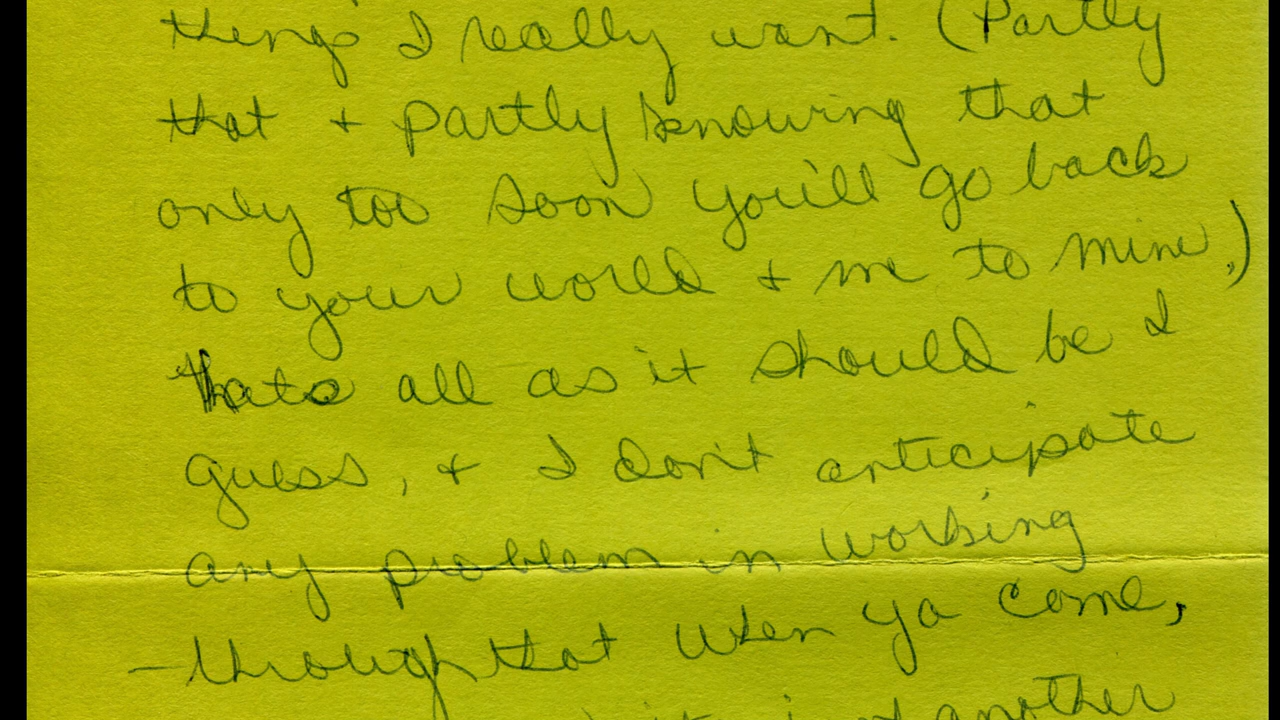 things I really want. (Partly
that + partly knowing that
only too soon you'll go back
to your world + me to mine.)
thats all as it should be I
guess, + I don't anticipate
any problem in working
through that when ya come,
another